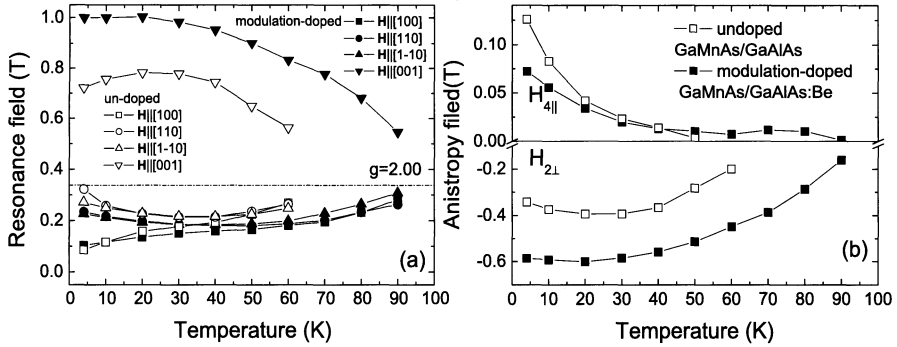 modulation-doped
H||[100]
H||[110]
H||[1-10]
H||[001]
un-doped
H||[100]
H||[110]
H||[1-10]
H||[001]
g=2.00
(a)
Resonance field (T)
1.0
0.8
0.6
0.4
0.2
0.0
0 10 20 30 40 50 60 70 80 90 100
Temperature (K)
undoped
GaMnAs/GaAlAs
modulation-doped
GaMnAs/GaAlAs:Be
H4||
H2⊥
(b)
Anistropy filed(T)
0.10
0.05
0.00
-0.2
-0.4
-0.6
0 10 20 30 40 50 60 70 80 90 100
Temperature (K)